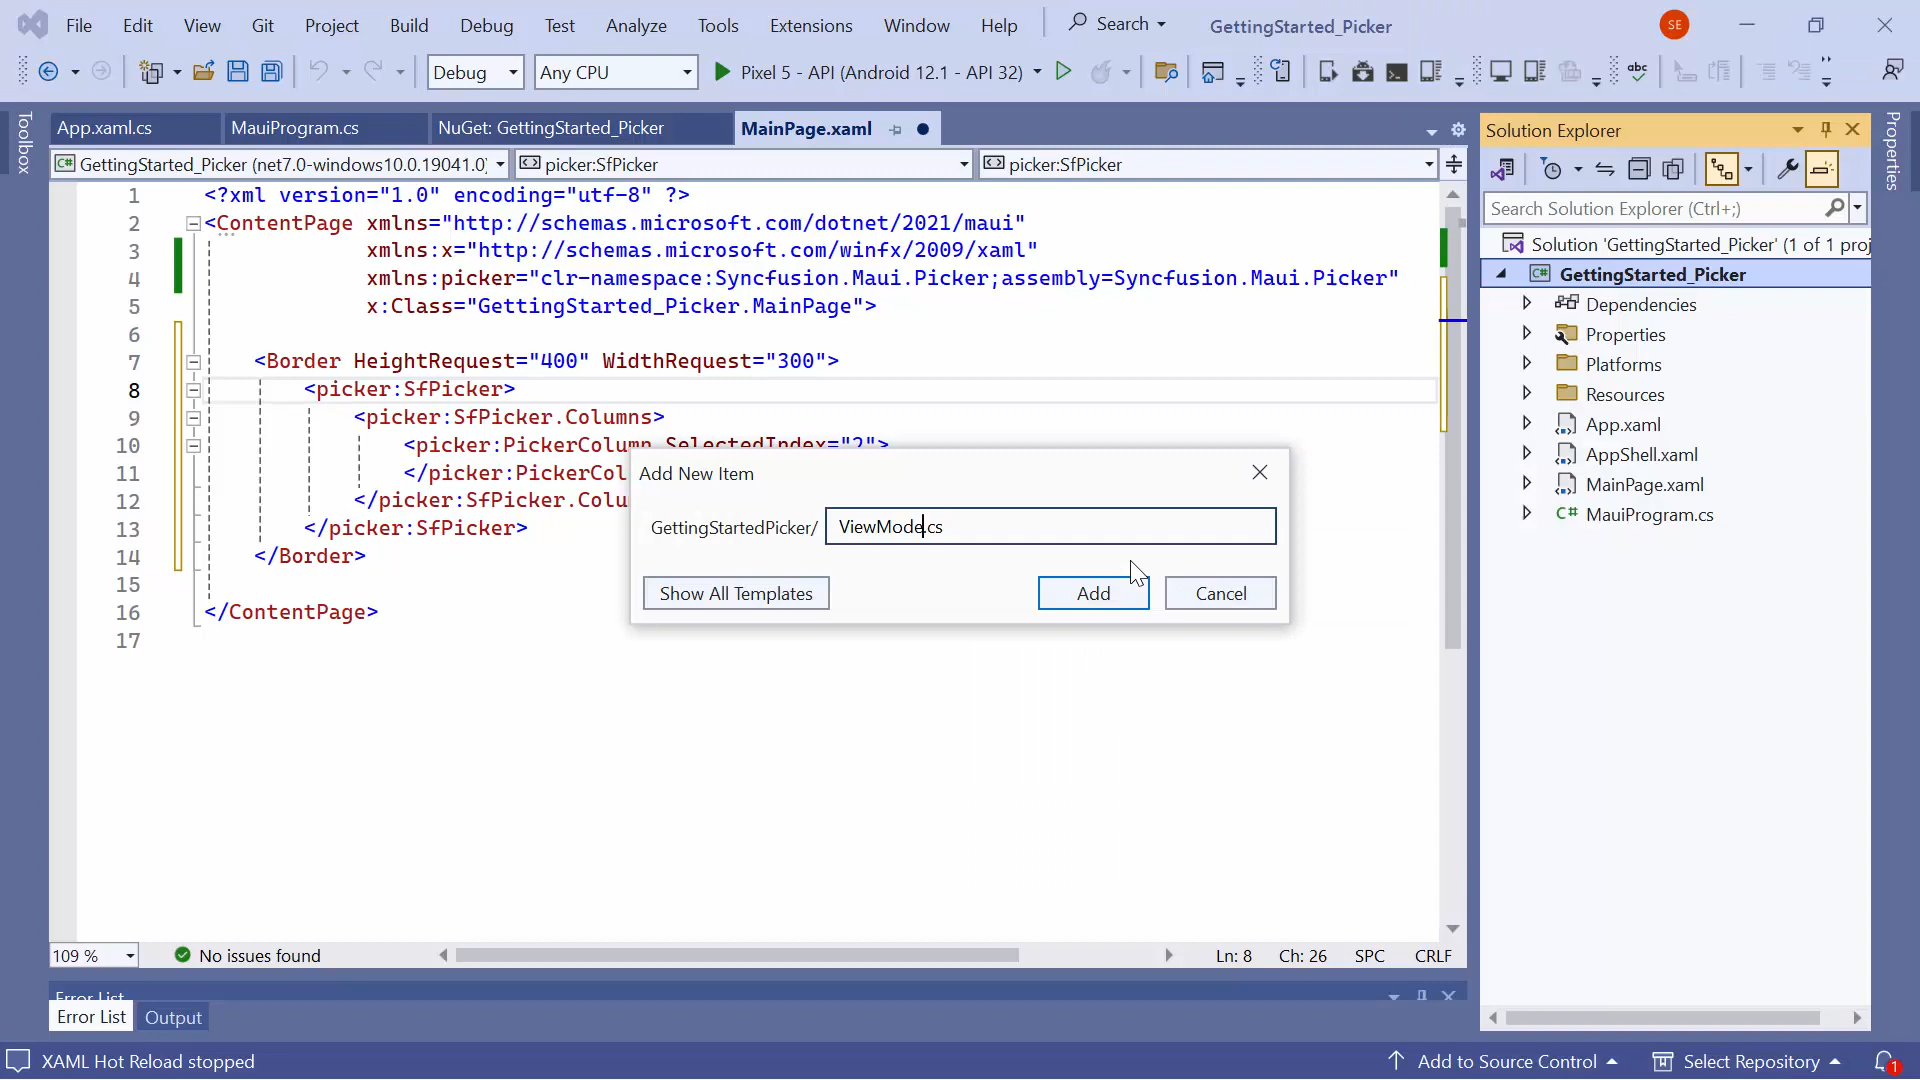 File Edit View Git Project Build Debug Test Analyze Tools Extensions Window Help Search GettingStarted_Picker SE
Debug Any CPU Pixel 5 - API (Android 12.1 - API 32) abc
Toolbox
App.xaml.cs MauiProgram.cs NuGet: GettingStarted_Picker MainPage.xaml
GettingStarted_Picker (net7.0-windows10.0.19041.0) picker:SfPicker picker:SfPicker
1 <?xml version="1.0" encoding="utf-8" ?>
2 <ContentPage xmlns="http://schemas.microsoft.com/dotnet/2021/maui"
3 xmlns:x="http://schemas.microsoft.com/winfx/2009/xaml"
4 xmlns:picker="clr-namespace:Syncfusion.Maui.Picker;assembly=Syncfusion.Maui.Picker"
5 x:Class="GettingStarted_Picker.MainPage">
6
7 <Border HeightRequest="400" WidthRequest="300">
8 <picker:SfPicker>
9 <picker:SfPicker.Columns>
10 <picker:PickerColumn SelectedIndex="2">
11 </picker:PickerCol
12 </picker:SfPicker.Colu
13 </picker:SfPicker>
14 </Border>
15
16 </ContentPage>
17
Add New Item
GettingStartedPicker/ ViewMode.cs
Show All Templates Add Cancel
Solution Explorer
Search Solution Explorer (Ctrl+;)
Solution 'GettingStarted_Picker' (1 of 1 proj
GettingStarted_Picker
Dependencies
Properties
Platforms
Resources
App.xaml
AppShell.xaml
MainPage.xaml
C# MauiProgram.cs
Properties
109 % No issues found Ln: 8 Ch: 26 SPC CRLF
Error List
Error List Output
XAML Hot Reload stopped Add to Source Control Select Repository 1